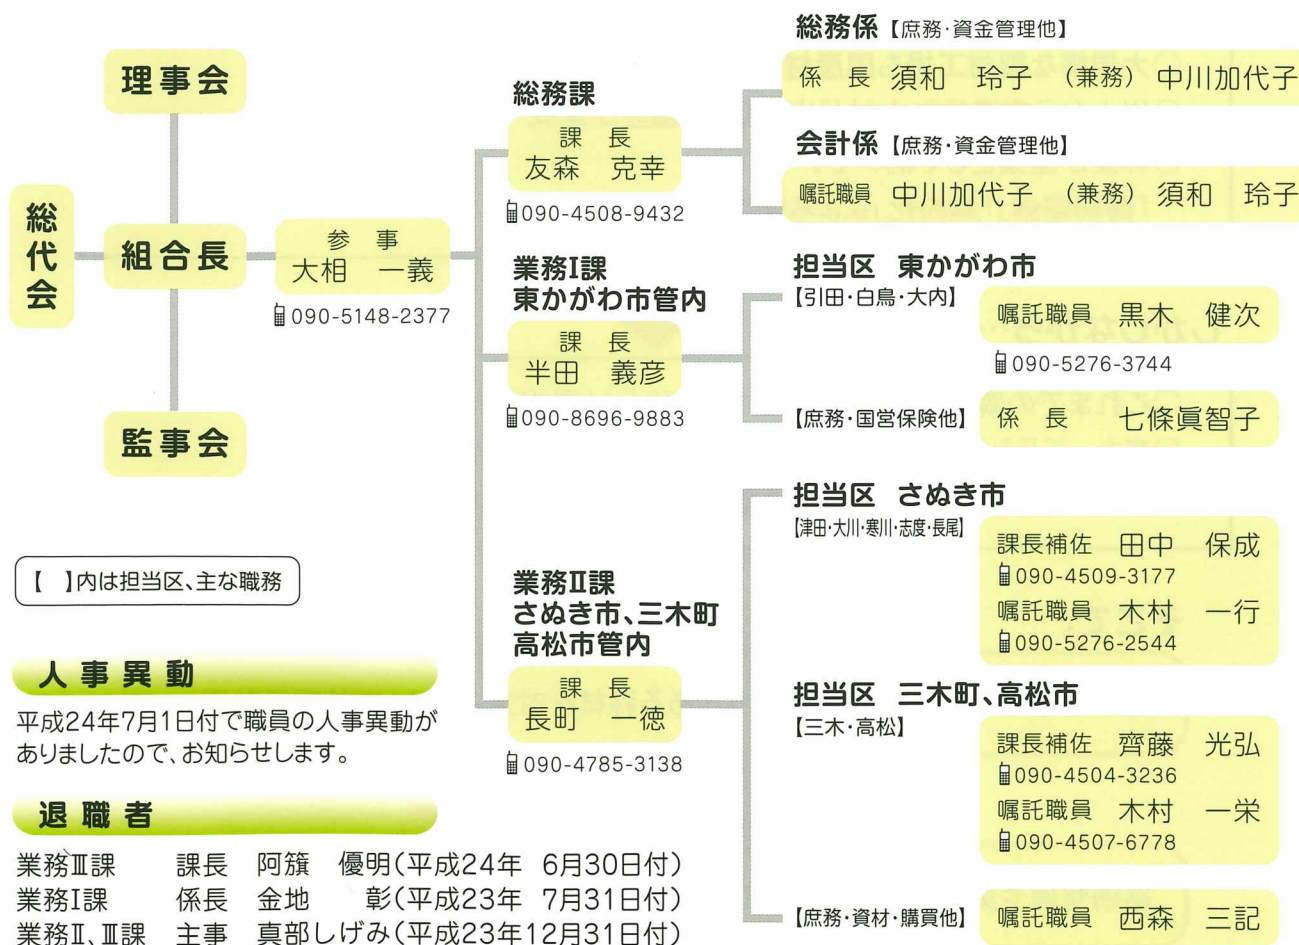 理事会
総代会
組合長
監事会
参事
大相 一義
090-5148-2377
総務課
課長
友森 克幸
090-4508-9432
総務係【庶務・資金管理他】
係長 須和 玲子 (兼務) 中川加代子
会計係【庶務・資金管理他】
嘱託職員 中川加代子 (兼務) 須和 玲子
業務Ⅰ課
東かがわ市管内
課長
半田 義彦
090-8696-9883
担当区 東かがわ市
【引田・白鳥・大内】
嘱託職員 黒木 健次
090-5276-3744
【庶務・国営保険他】 係長 七條眞智子
業務Ⅱ課
さぬき市、三木町
高松市管内
課長
長町 一徳
090-4785-3138
担当区 さぬき市
【津田・大川・寒川・志度・長尾】
課長補佐 田中 保成
090-4509-3177
嘱託職員 木村 一行
090-5276-2544
担当区 三木町、高松市
【三木・高松】
課長補佐 齊藤 光弘
090-4504-3236
嘱託職員 木村 一栄
090-4507-6778
【庶務・資材・購買他】 嘱託職員 西森 三記
【 】内は担当区、主な職務
人事異動
平成24年7月1日付で職員の人事異動が
ありましたので、お知らせします。
退職者
業務Ⅲ課 課長 阿籏 優明(平成24年 6月30日付)
業務Ⅰ課 係長 金地 彰(平成23年 7月31日付)
業務Ⅱ、Ⅲ課 主事 真部しげみ(平成23年12月31日付)